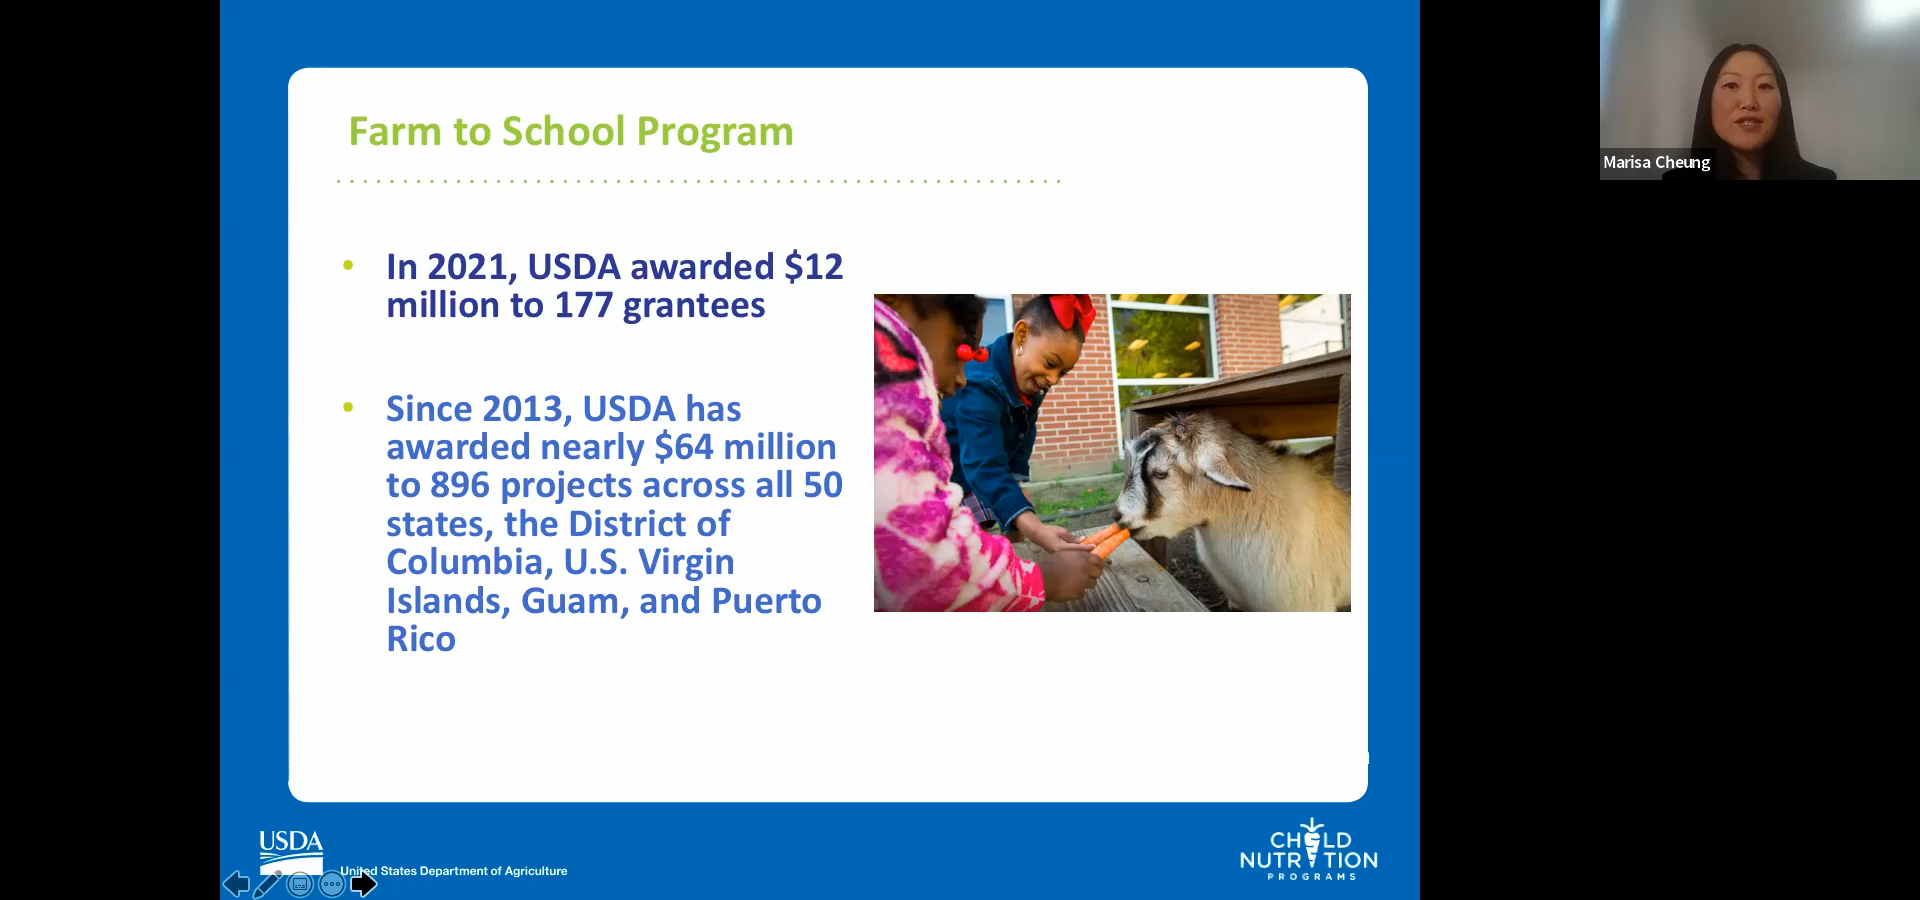 Farm to School Program
• In 2021, USDA awarded $12
million to 177 grantees
• Since 2013, USDA has
awarded nearly $64 million
to 896 projects across all 50
states, the District of
Columbia, U.S. Virgin
Islands, Guam, and Puerto
Rico
Marisa Cheung
USDA
United States Department of Agriculture
CHILD
NUTRITION
PROGRAMS